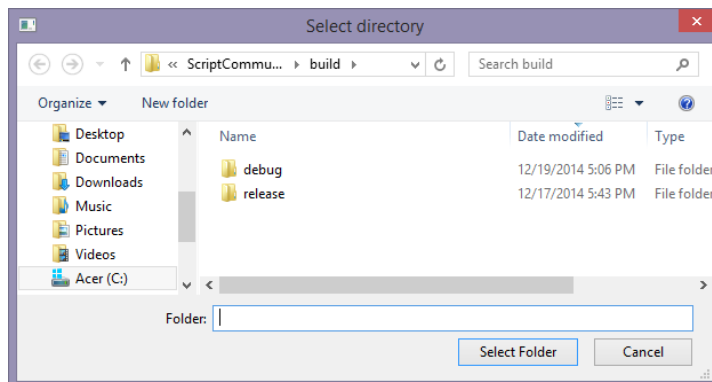 Select directory
« ScriptCommu... build Search build
Organize New folder
Name Date modified Type
Desktop
Documents
Downloads
Music
Pictures
Videos
Acer (C:)
debug 12/19/2014 5:06 PM File folder
release 12/17/2014 5:43 PM File folder
Folder:
Select Folder Cancel